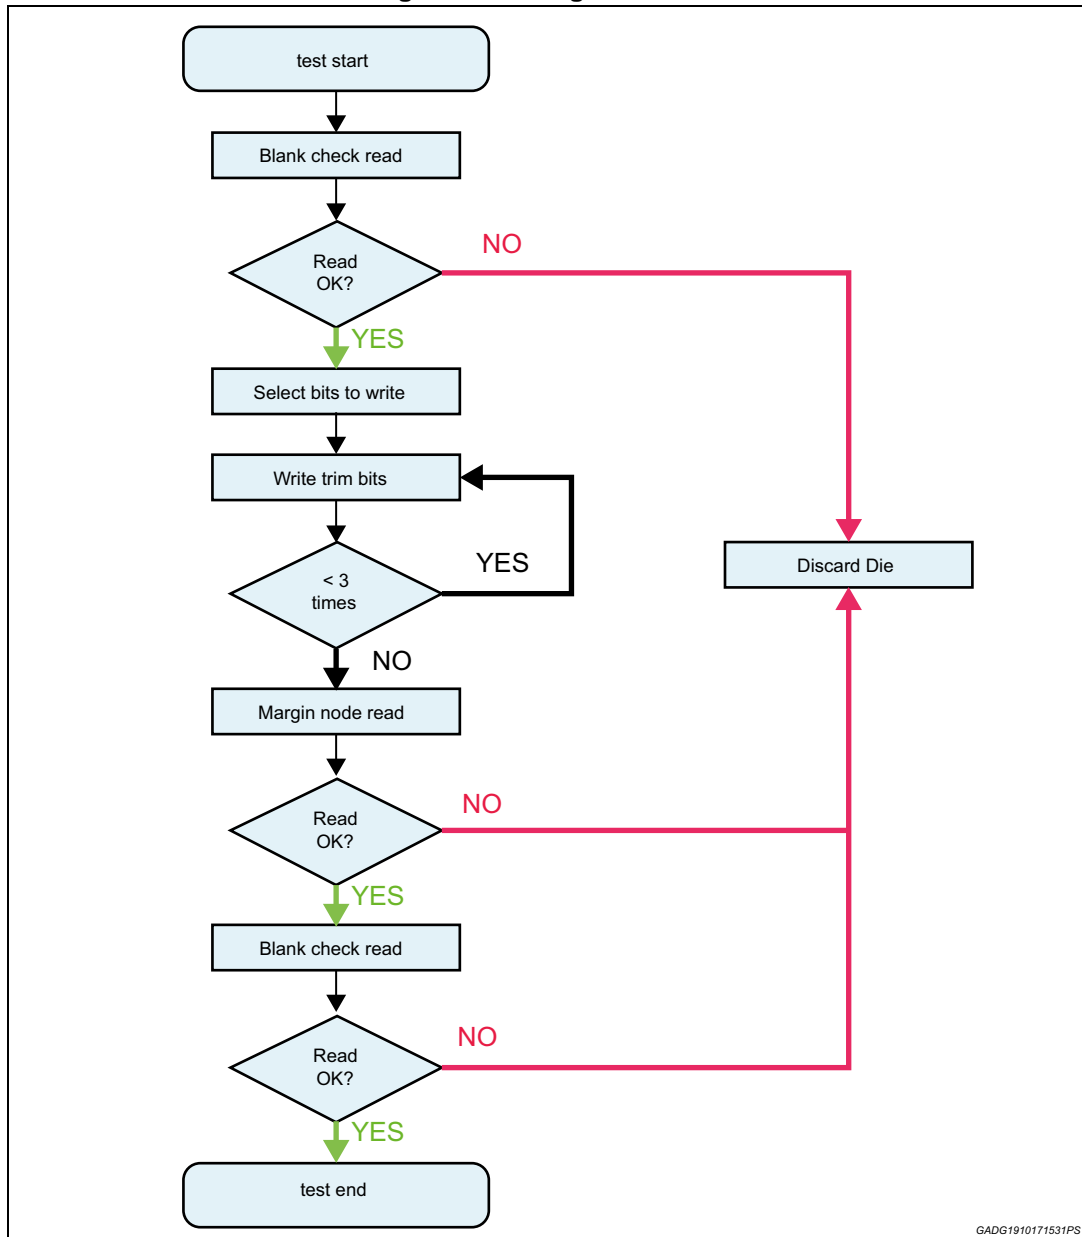 test start
Blank check read
Read
OK?
NO
YES
Select bits to write
Write trim bits
< 3
times
YES
Discard Die
NO
Margin node read
Read
OK?
NO
YES
Blank check read
Read
OK?
NO
YES
test end
GADG1910171531PS